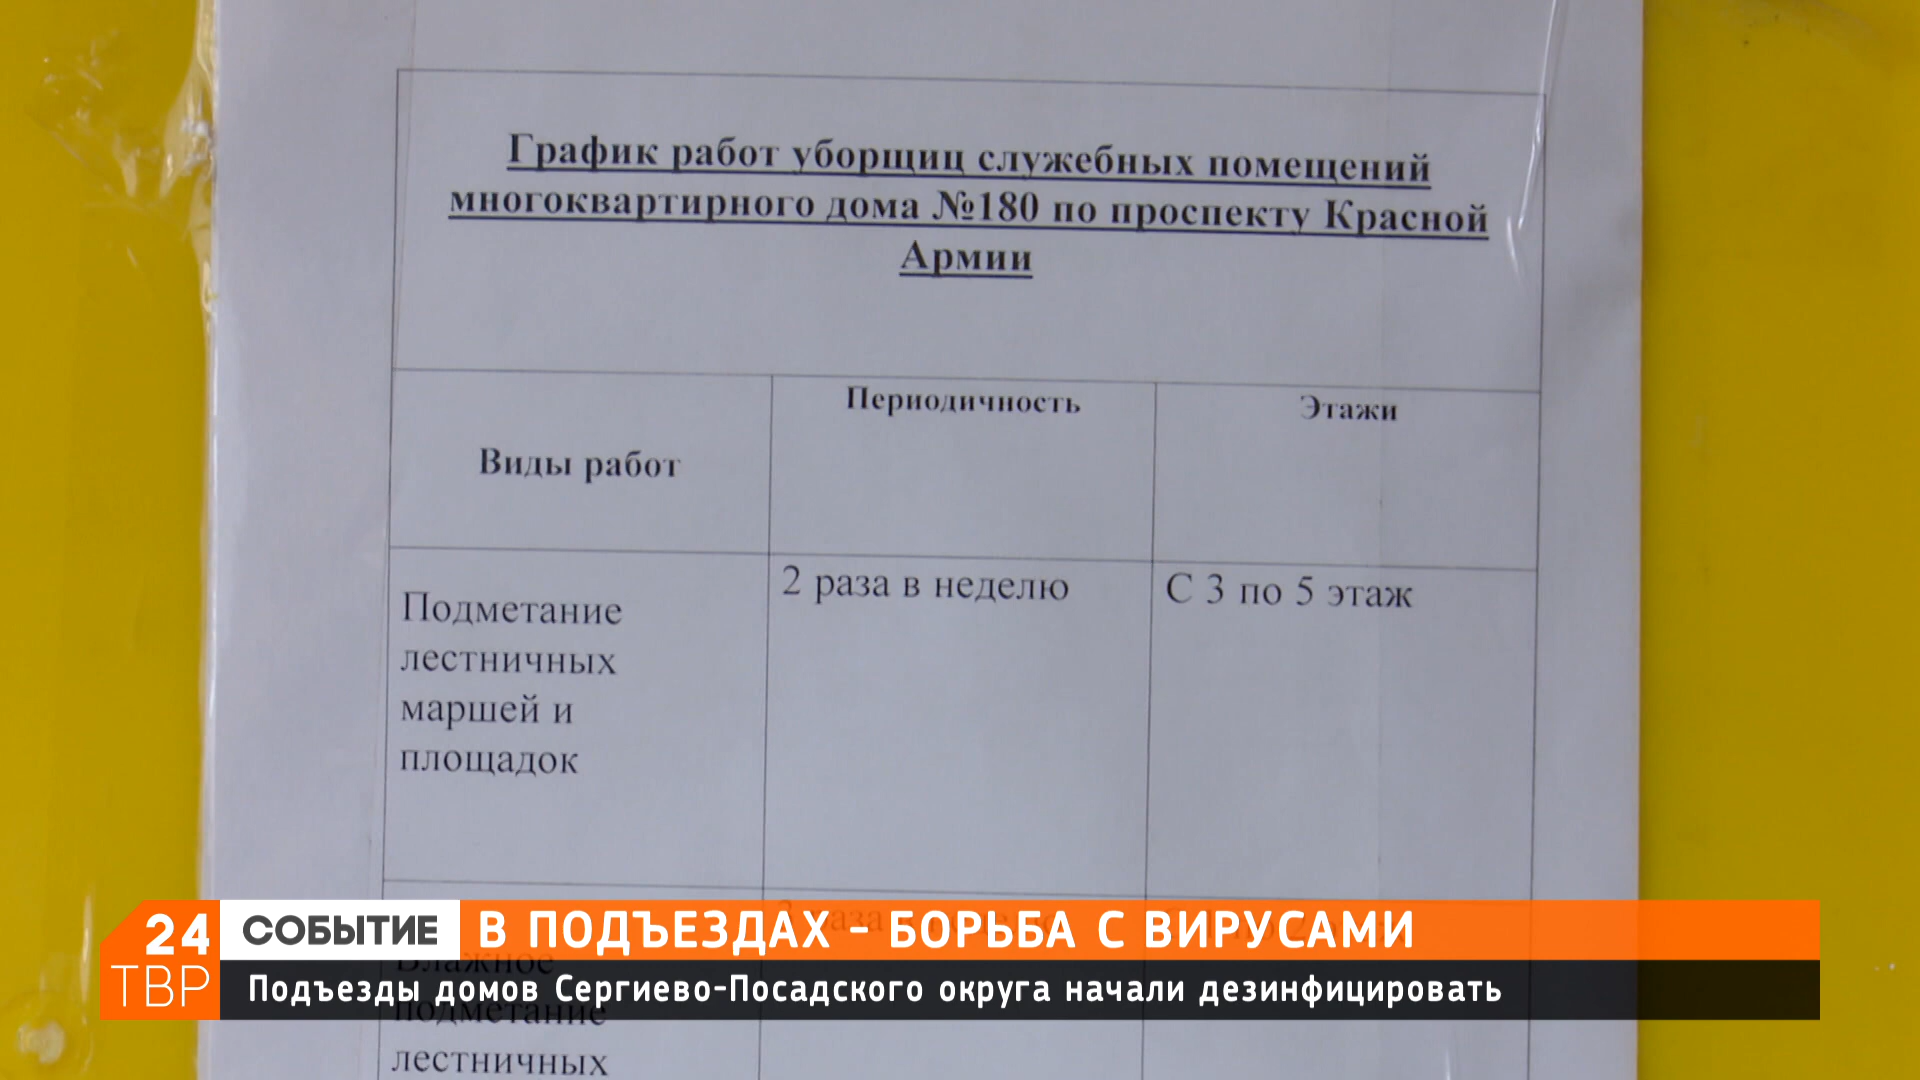 График работ уборщиц служебных помещений
многоквартирного дома №180 по проспекту Красной
Армии
Виды работ
Периодичность
Этажи
Подметание
лестничных
маршей и
площадок
2 раза в неделю
С 3 по 5 этаж
Влажное
подметание
лестничных
24
ТВР
СОБЫТИЕ
В ПОДЪЕЗДАХ - БОРЬБА С ВИРУСАМИ
Подъезды домов Сергиево-Посадского округа начали дезинфицировать